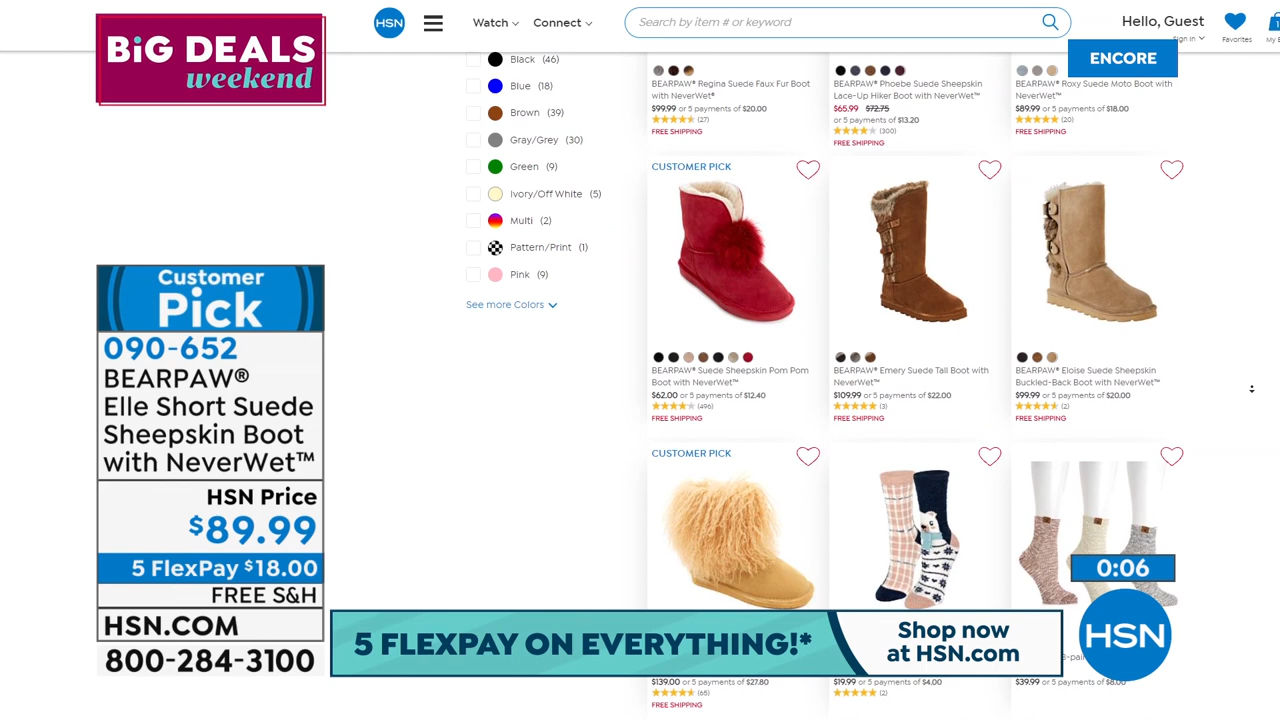 BiG DEALS
weekend
HSN
Watch
Connect
Search by item # or keyword
Hello, Guest
Sign In
Favorites
ENCORE
Black (46)
Blue (18)
Brown (39)
Gray/Grey (30)
Green (9)
Ivory/Off White (5)
Multi (2)
Pattern/Print (1)
Pink (9)
See more Colors
BEARPAW® Regina Suede Faux Fur Boot
with NeverWet®
$99.99 or 5 payments of $20.00
(27)
FREE SHIPPING
BEARPAW® Phoebe Suede Sheepskin
Lace-Up Hiker Boot with NeverWet™
$65.99 $72.75
or 5 payments of $13.20
(300)
FREE SHIPPING
BEARPAW® Roxy Suede Moto Boot with
NeverWet™
$89.99 or 5 payments of $18.00
(20)
FREE SHIPPING
CUSTOMER PICK
BEARPAW® Suede Sheepskin Pom Pom
Boot with NeverWet™
$62.00 or 5 payments of $12.40
(496)
FREE SHIPPING
BEARPAW® Emery Suede Tall Boot with
NeverWet™
$109.99 or 5 payments of $22.00
(3)
FREE SHIPPING
BEARPAW® Eloise Suede Sheepskin
Buckled-Back Boot with NeverWet™
$99.99 or 5 payments of $20.00
(2)
FREE SHIPPING
CUSTOMER PICK
$139.00 or 5 payments of $27.80
(65)
FREE SHIPPING
$19.99 or 5 payments of $4.00
(2)
$39.99 or 5 payments of $8.00
Customer
Pick
090-652
BEARPAW®
Elle Short Suede
Sheepskin Boot
with NeverWet™
HSN Price
$89.99
5 FlexPay $18.00
FREE S&H
HSN.COM
800-284-3100
0:06
5 FLEXPAY ON EVERYTHING!*
Shop now
at HSN.com
HSN